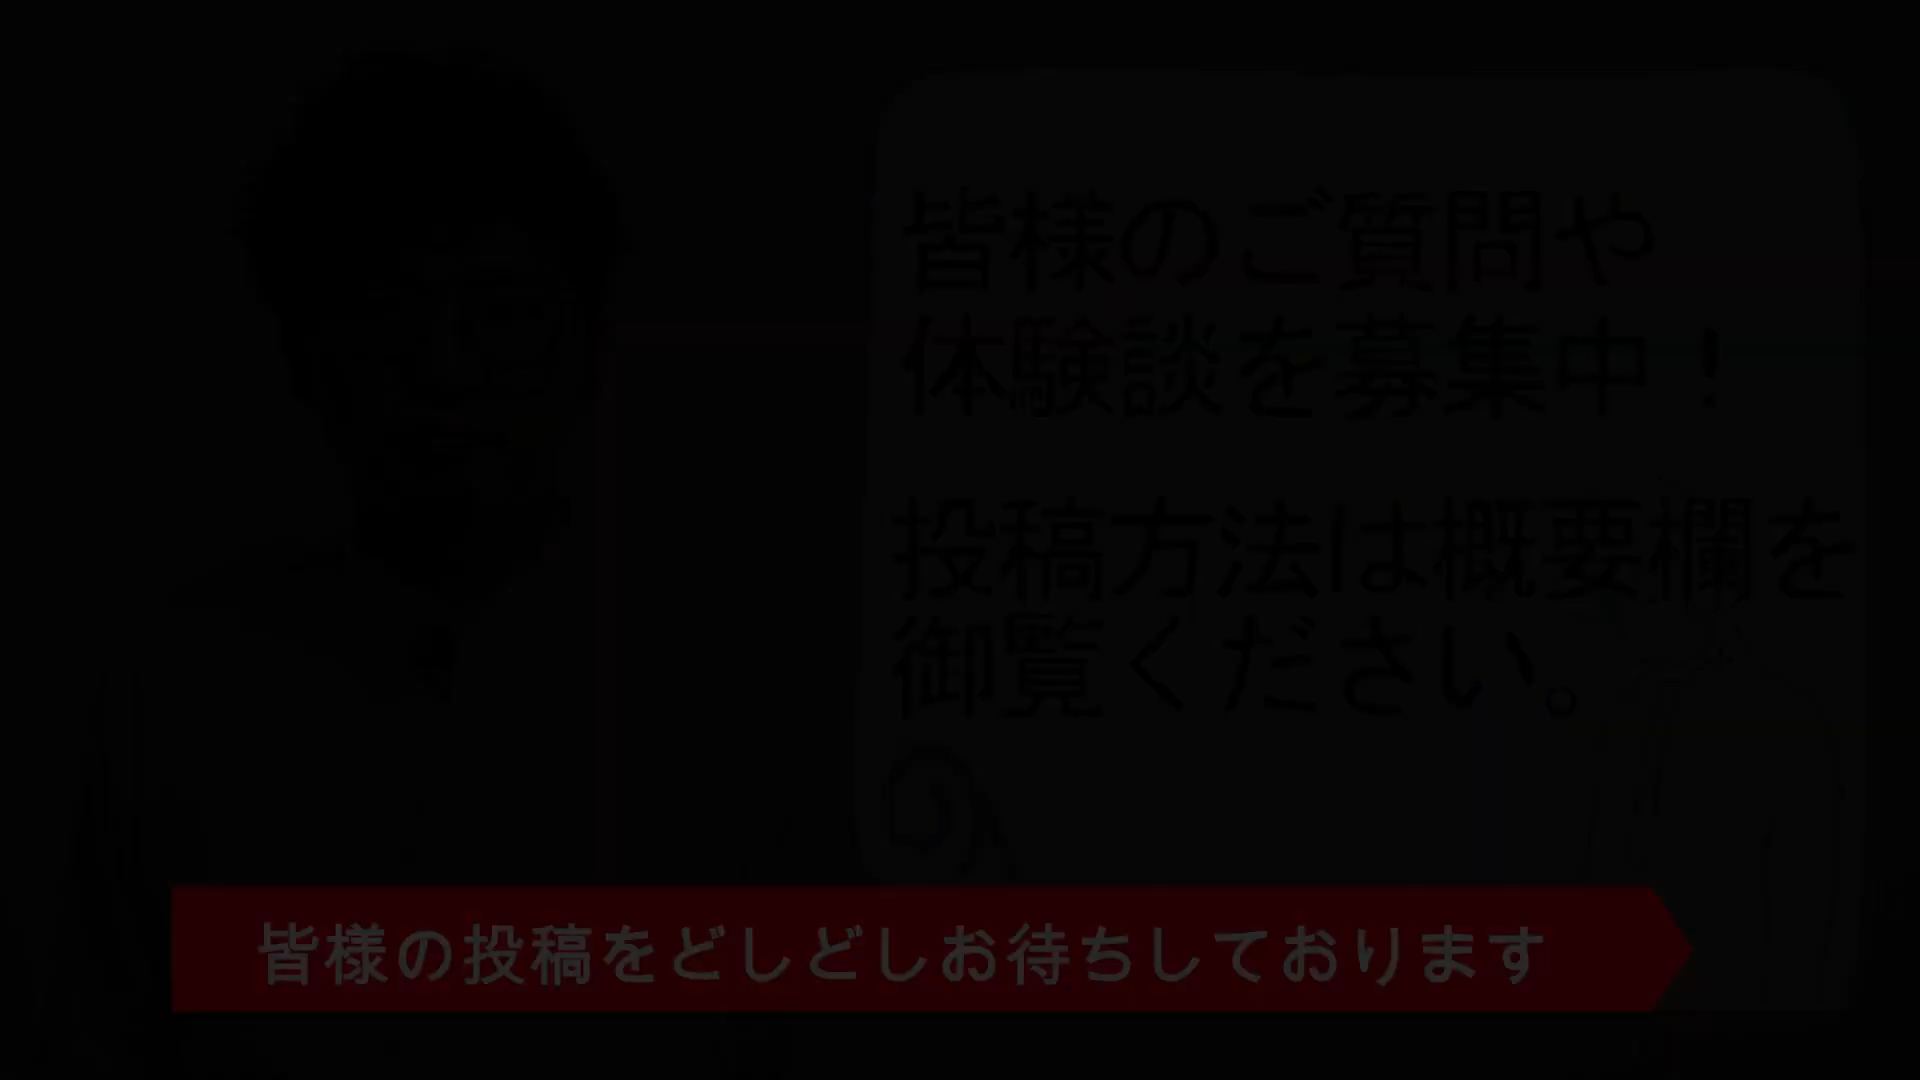 皆様のご質問や
体験談を募集中！
投稿方法は概要欄を
御覧ください。
皆様の投稿をどしどしお待ちしております